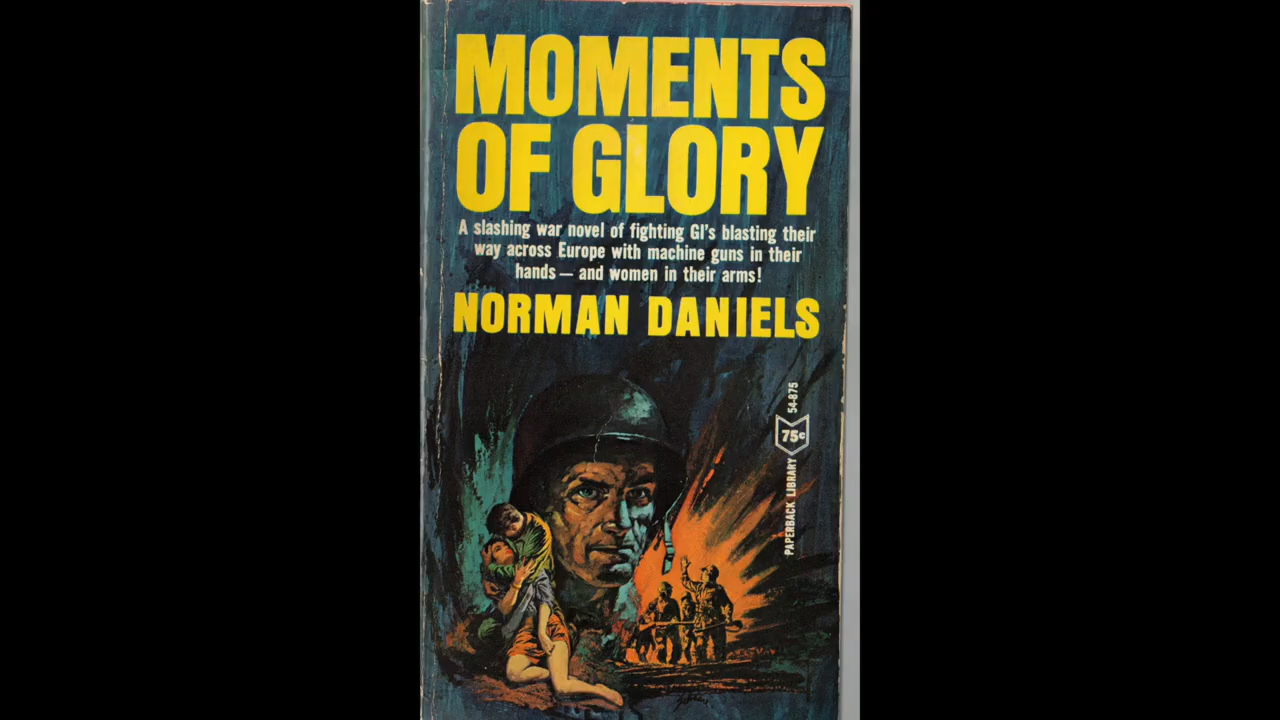 MOMENTS
OF GLORY
A slashing war novel of fighting GI's blasting their
way across Europe with machine guns in their
hands — and women in their arms!
NORMAN DANIELS
54-875
75c
PAPERBACK LIBRARY